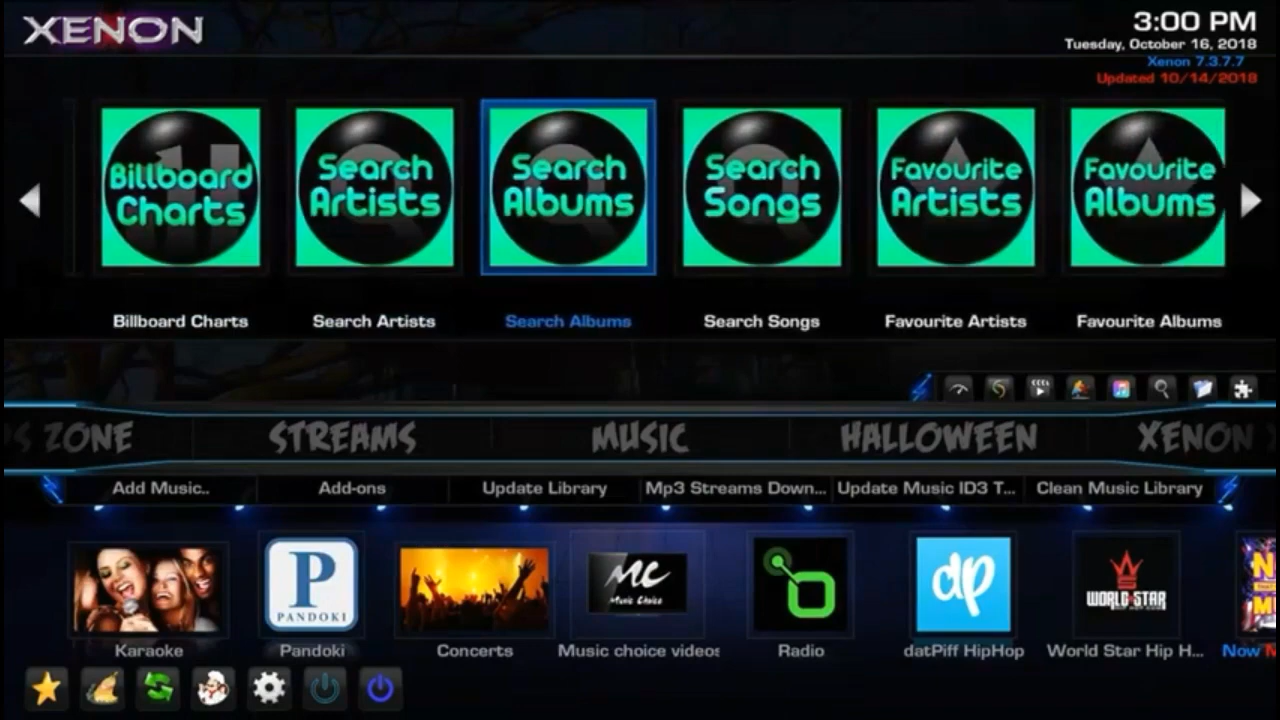 XENON
3:00 PM
Tuesday, October 16, 2018
Xenon 7.3.7.7
Updated 10/14/2018
Billboard Charts
Search Artists
Search Albums
Search Songs
Favourite Artists
Favourite Albums
Billboard Charts
Search Artists
Search Albums
Search Songs
Favourite Artists
Favourite Albums
S ZONE
STREAMS
MUSIC
HALLOWEEN
XENON
Add Music..
Add-ons
Update Library
Mp3 Streams Down...
Update Music ID3 T...
Clean Music Library
P
PANDOKI
MC
Music Choice
dp
WORLD STAR
Karaoke
Pandoki
Concerts
Music choice videos
Radio
datPiff HipHop
World Star Hip H...
Now